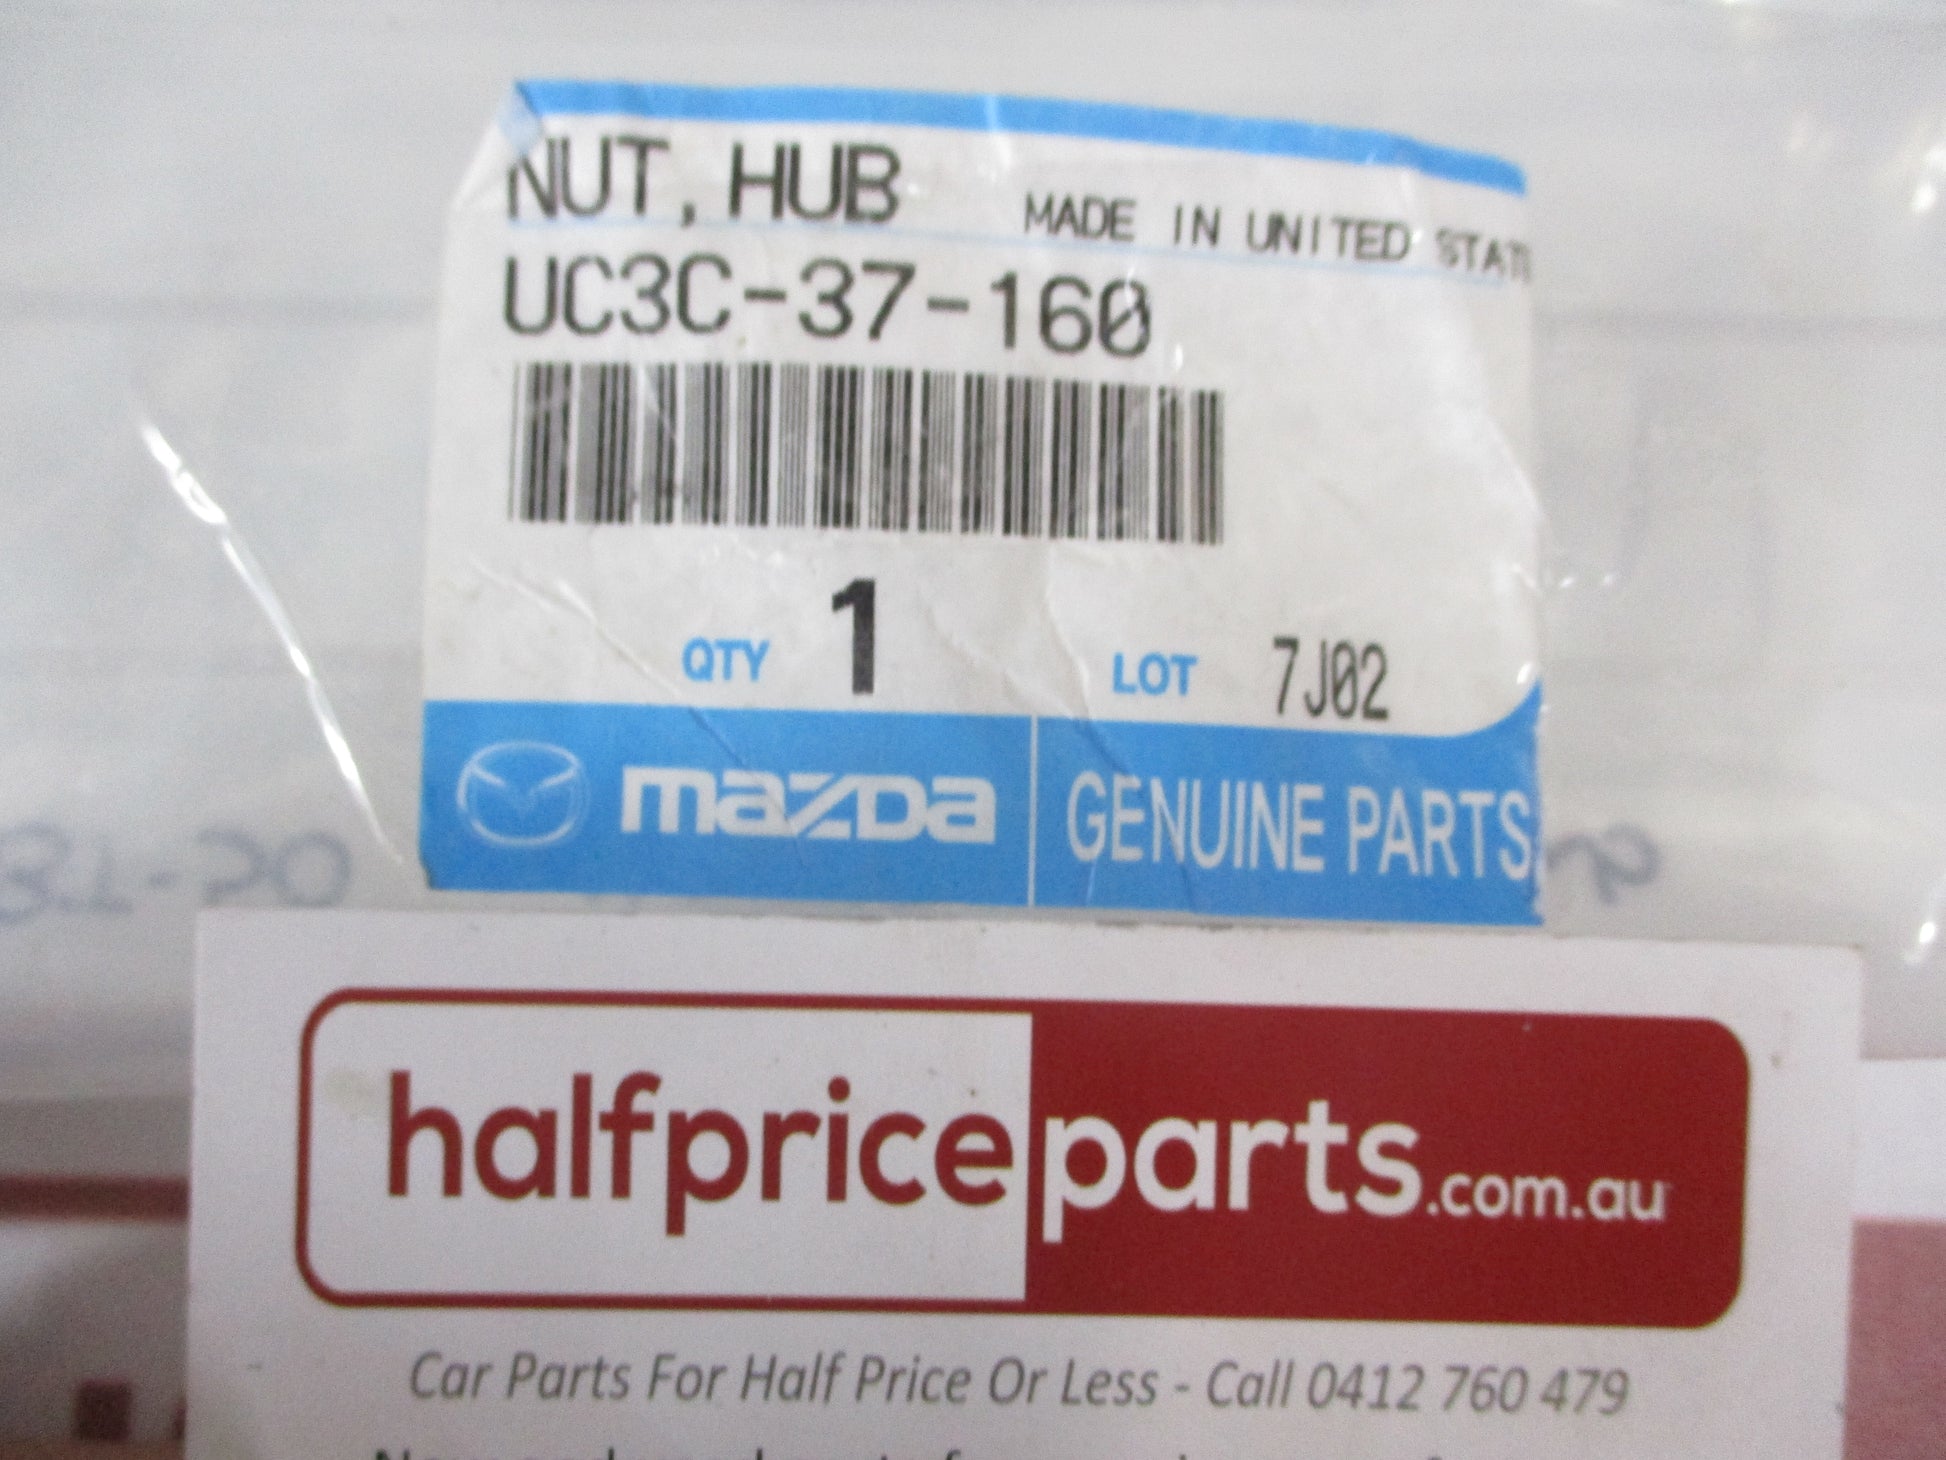 NUT, HUB MADE IN UNITED STAT
UC3C-37-160
QTY 1 LOT 7J02
mazda GENUINE PARTS
halfpriceparts.com.au
Car Parts For Half Price Or Less - Call 0412 760 479